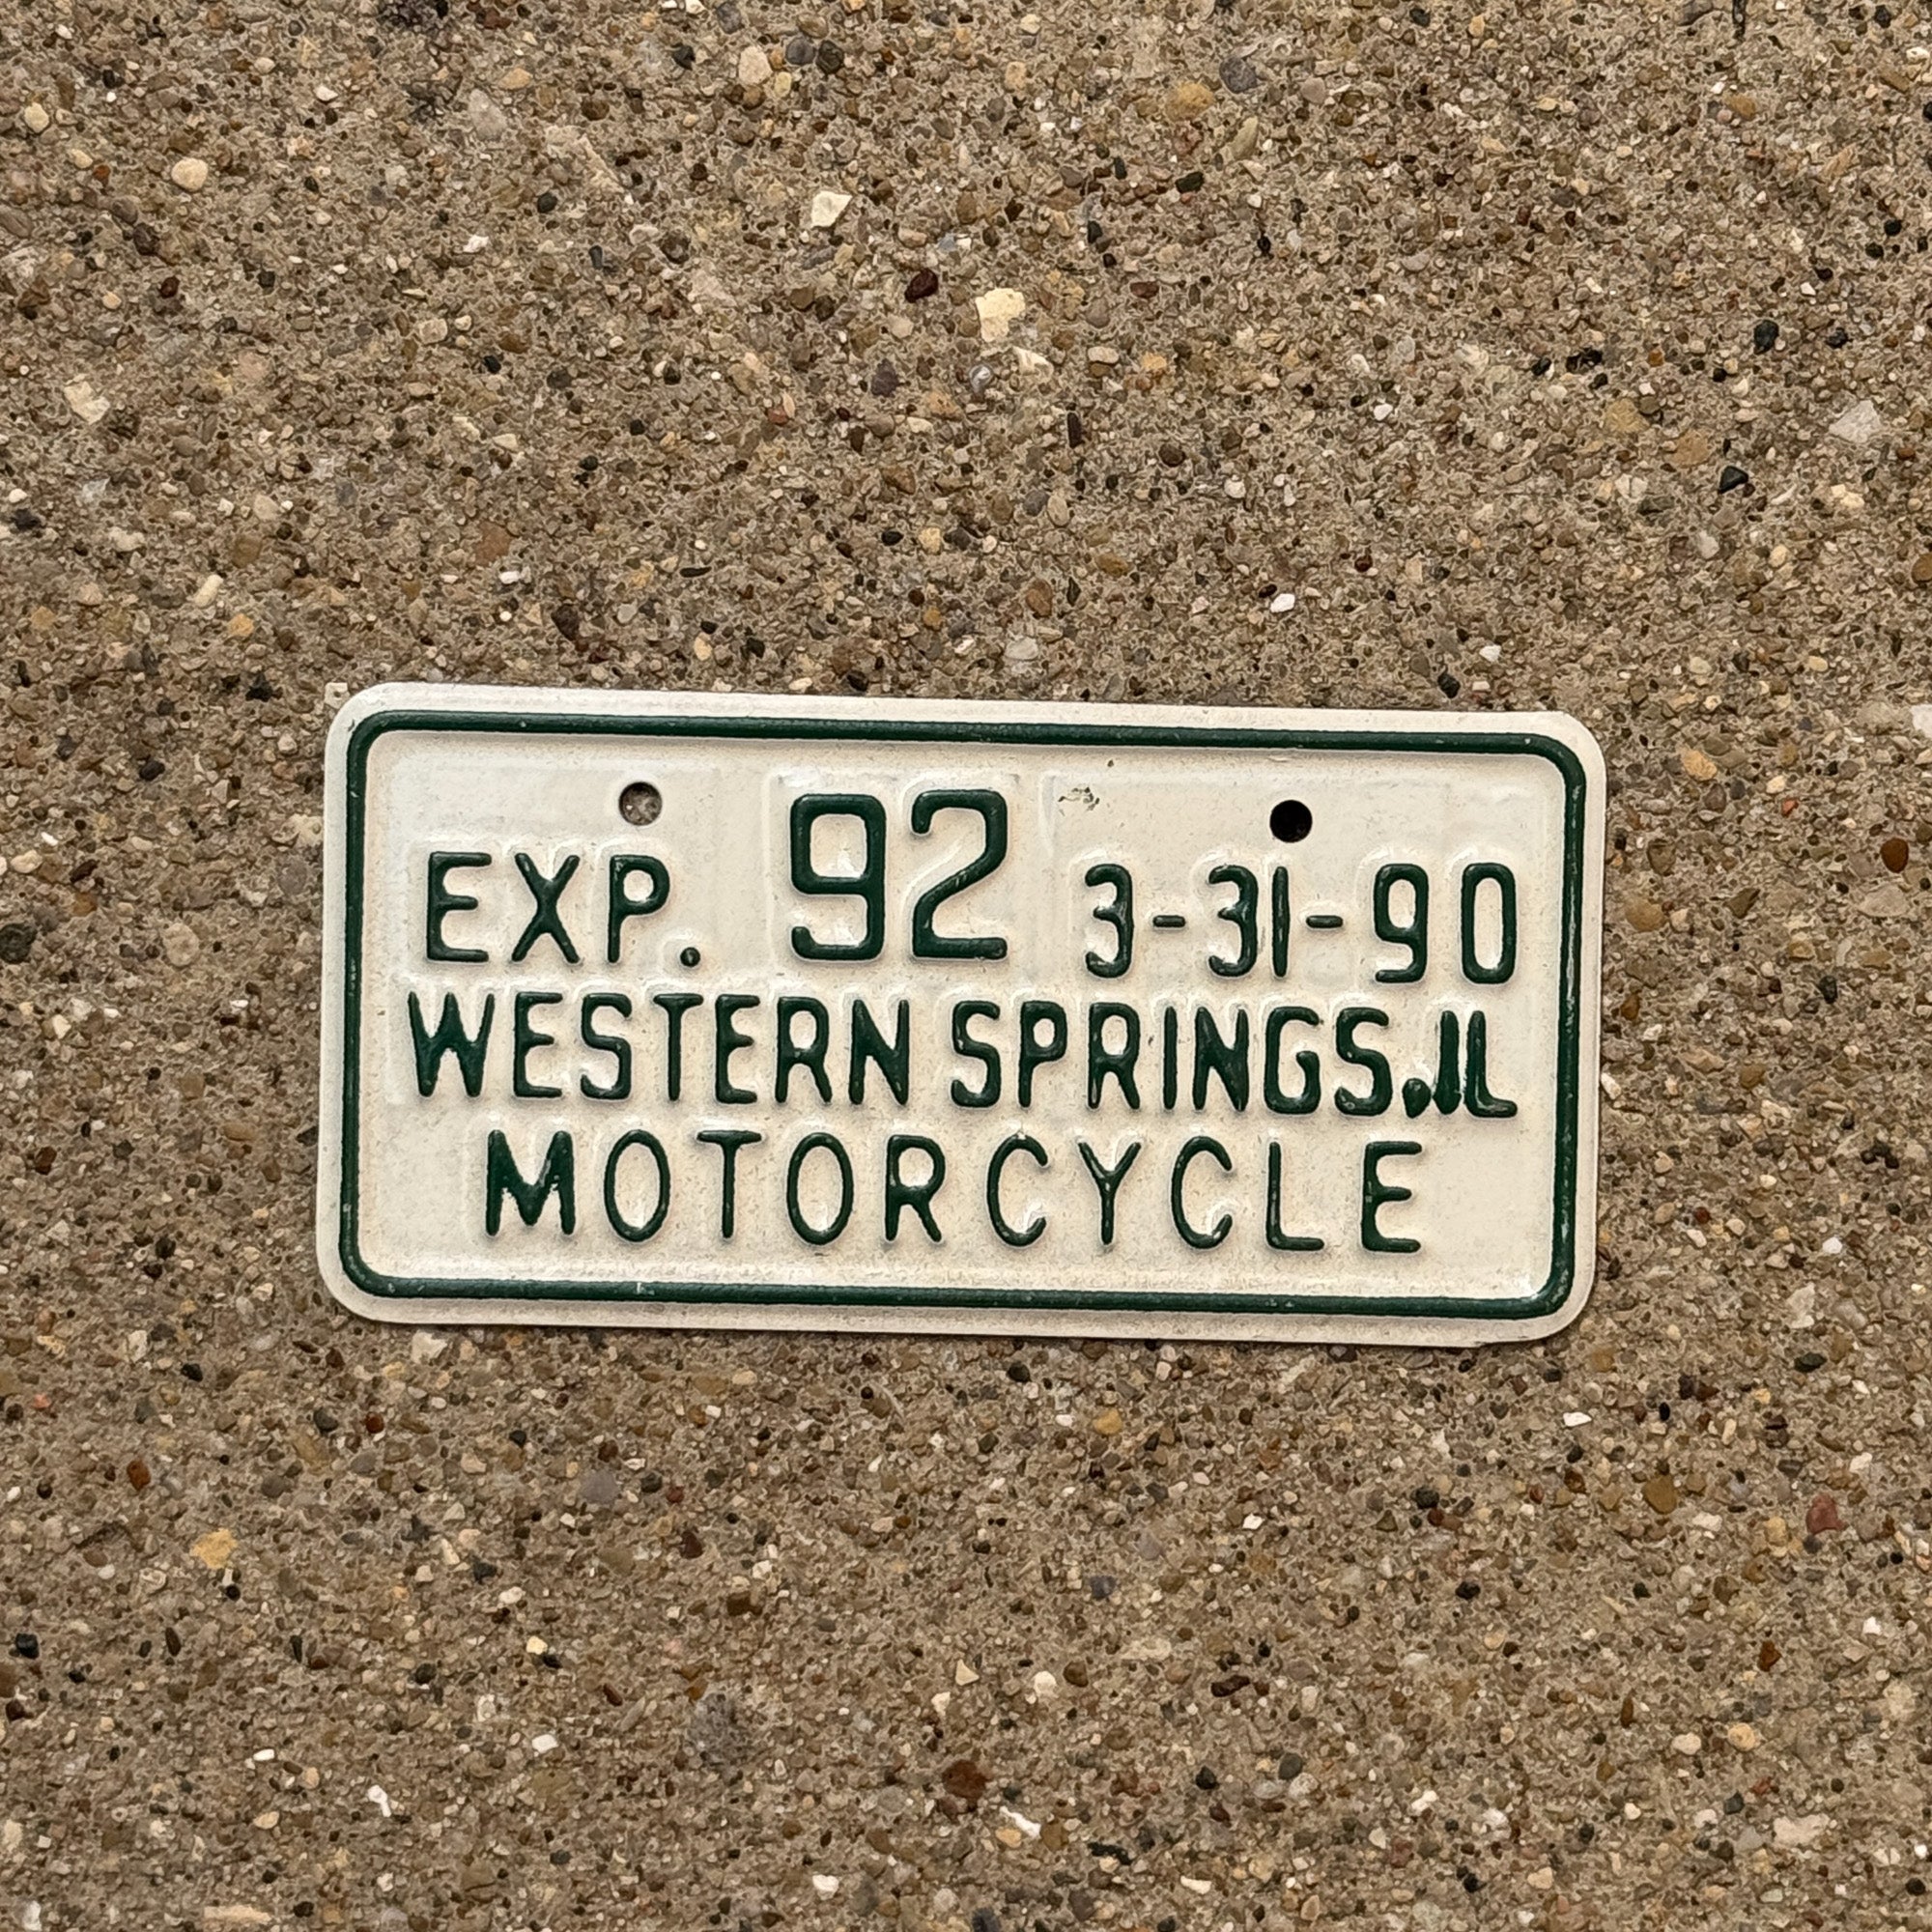 EXP. 92 3-31-90
WESTERN SPRINGS, IL
MOTORCYCLE